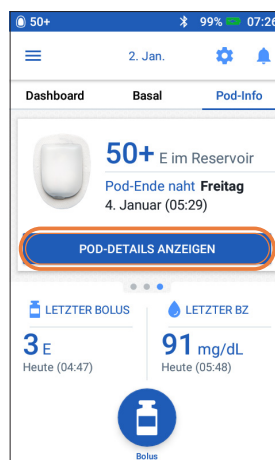 50+ 99% 07:26
2. Jan.
Dashboard Basal Pod-Info
50+ E im Reservoir
Pod-Ende naht Freitag
4. Januar (05:29)
POD-DETAILS ANZEIGEN
LETZTER BOLUS
3 E
Heute (04:47)
LETZTER BZ
91 mg/dL
Heute (05:48)
Bolus